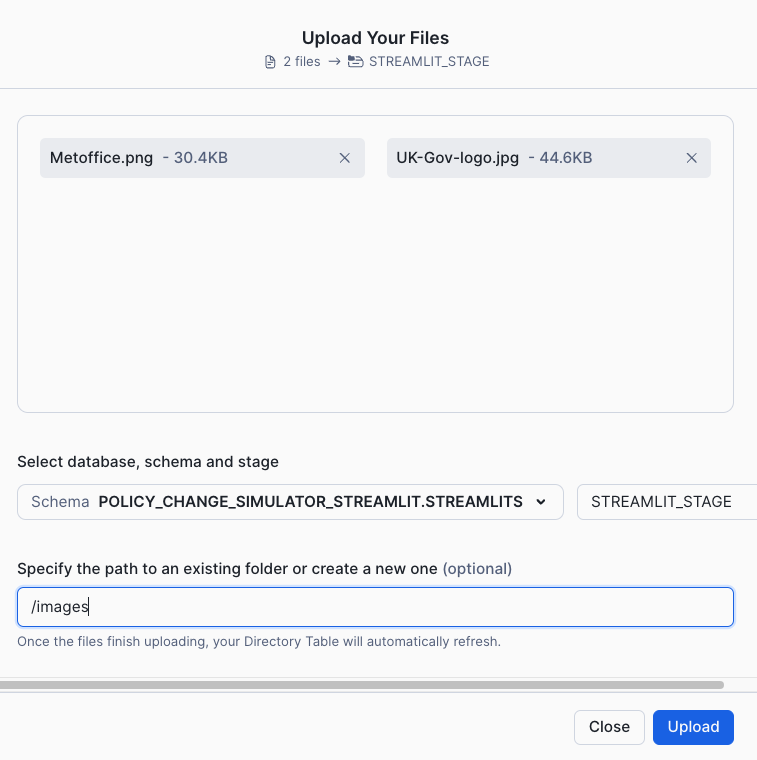 Upload Your Files
2 files → STREAMLIT_STAGE
Metoffice.png - 30.4KB
UK-Gov-logo.jpg - 44.6KB
Select database, schema and stage
Schema POLICY_CHANGE_SIMULATOR_STREAMLIT.STREAMLITS
STREAMLIT_STAGE
Specify the path to an existing folder or create a new one (optional)
/images
Once the files finish uploading, your Directory Table will automatically refresh.
Close
Upload